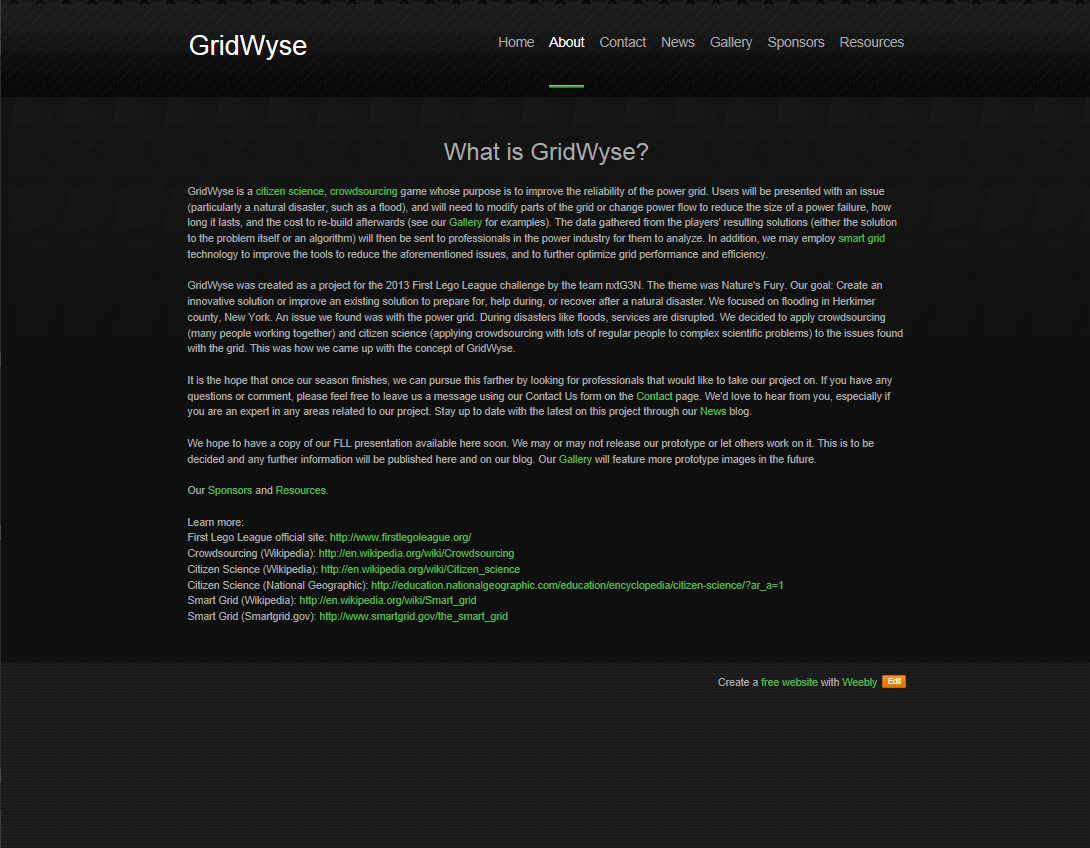 GridWyse
Home About Contact News Gallery Sponsors Resources
What is GridWyse?
GridWyse is a citizen science, crowdsourcing game whose purpose is to improve the reliability of the power grid. Users will be presented with an issue
(particularly a natural disaster, such as a flood), and will need to modify parts of the grid or change power flow to reduce the size of a power failure, how
long it lasts, and the cost to re-build afterwards (see our Gallery for examples). The data gathered from the players' resulting solutions (either the solution
to the problem itself or an algorithm) will then be sent to professionals in the power industry for them to analyze. In addition, we may employ smart grid
technology to improve the tools to reduce the aforementioned issues, and to further optimize grid performance and efficiency.
GridWyse was created as a project for the 2013 First Lego League challenge by the team nxtG3N. The theme was Nature's Fury. Our goal: Create an
innovative solution or improve an existing solution to prepare for, help during, or recover after a natural disaster. We focused on flooding in Herkimer
county, New York. An issue we found was with the power grid. During disasters like floods, services are disrupted. We decided to apply crowdsourcing
(many people working together) and citizen science (applying crowdsourcing with lots of regular people to complex scientific problems) to the issues found
with the grid. This was how we came up with the concept of GridWyse.
It is the hope that once our season finishes, we can pursue this farther by looking for professionals that would like to take our project on. If you have any
questions or comment, please feel free to leave us a message using our Contact Us form on the Contact page. We'd love to hear from you, especially if
you are an expert in any areas related to our project. Stay up to date with the latest on this project through our News blog.
We hope to have a copy of our FLL presentation available here soon. We may or may not release our prototype or let others work on it. This is to be
decided and any further information will be published here and on our blog. Our Gallery will feature more prototype images in the future.
Our Sponsors and Resources.
Learn more:
First Lego League official site: http://www.firstlegoleague.org/
Crowdsourcing (Wikipedia): http://en.wikipedia.org/wiki/Crowdsourcing
Citizen Science (Wikipedia): http://en.wikipedia.org/wiki/Citizen_science
Citizen Science (National Geographic): http://education.nationalgeographic.com/education/encyclopedia/citizen-science/?ar_a=1
Smart Grid (Wikipedia): http://en.wikipedia.org/wiki/Smart_grid
Smart Grid (Smartgrid.gov): http://www.smartgrid.gov/the_smart_grid
Create a free website with Weebly Edit